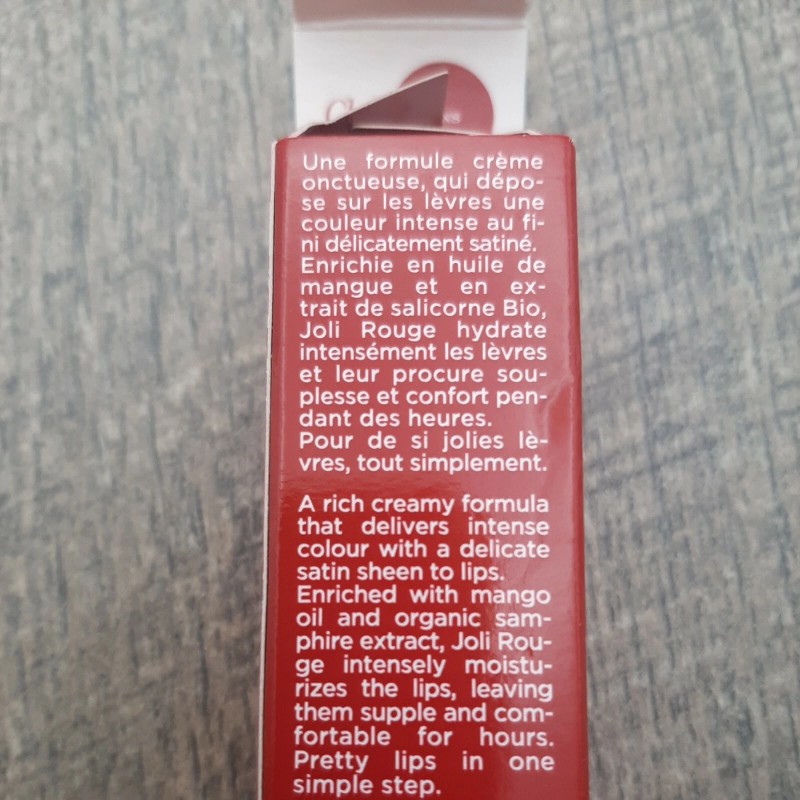 Une formule crème
onctueuse, qui dépo-
se sur les lèvres une
couleur intense au fi-
ni délicatement satiné.
Enrichie en huile de
mangue et en ex-
trait de salicorne Bio,
Joli Rouge hydrate
intensément les lèvres
et leur procure sou-
plesse et confort pen-
dant des heures.
Pour de si jolies lè-
vres, tout simplement.
A rich creamy formula
that delivers intense
colour with a delicate
satin sheen to lips.
Enriched with mango
oil and organic sam-
phire extract, Joli Rou-
ge intensely moistu-
rizes the lips, leaving
them supple and com-
fortable for hours.
Pretty lips in one
simple step.